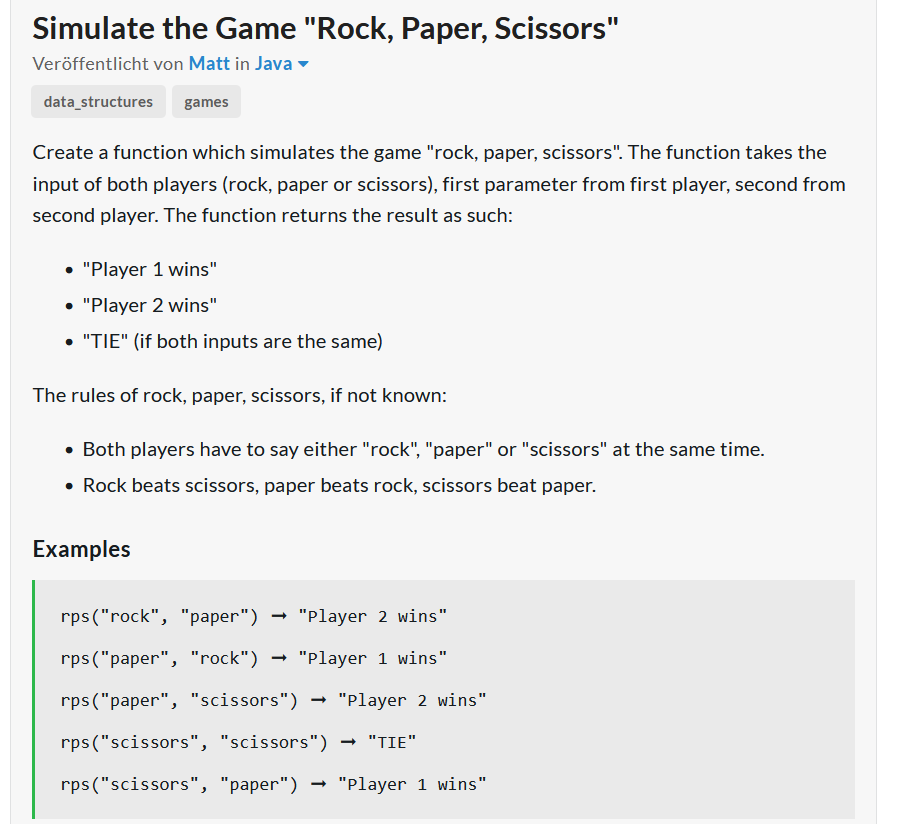 Simulate the Game "Rock, Paper, Scissors"
Veröffentlicht von Matt in Java
data_structures games
Create a function which simulates the game "rock, paper, scissors". The function takes the
input of both players (rock, paper or scissors), first parameter from first player, second from
second player. The function returns the result as such:
• "Player 1 wins"
• "Player 2 wins"
• "TIE" (if both inputs are the same)
The rules of rock, paper, scissors, if not known:
• Both players have to say either "rock", "paper" or "scissors" at the same time.
• Rock beats scissors, paper beats rock, scissors beat paper.
Examples
rps("rock", "paper") ➞ "Player 2 wins"
rps("paper", "rock") ➞ "Player 1 wins"
rps("paper", "scissors") ➞ "Player 2 wins"
rps("scissors", "scissors") ➞ "TIE"
rps("scissors", "paper") ➞ "Player 1 wins"